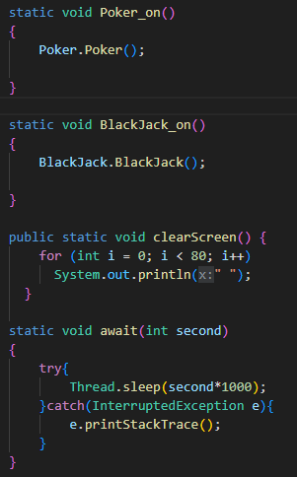 static void Poker_on()
{
    Poker.Poker();

}

static void BlackJack_on()
{
    BlackJack.BlackJack();

}

public static void clearScreen() {
    for (int i = 0; i < 80; i++)
      System.out.println(x:" ");
  }

static void await(int second)
{
    try{
        Thread.sleep(second*1000);
    }catch(InterruptedException e){
        e.printStackTrace();
    }
}